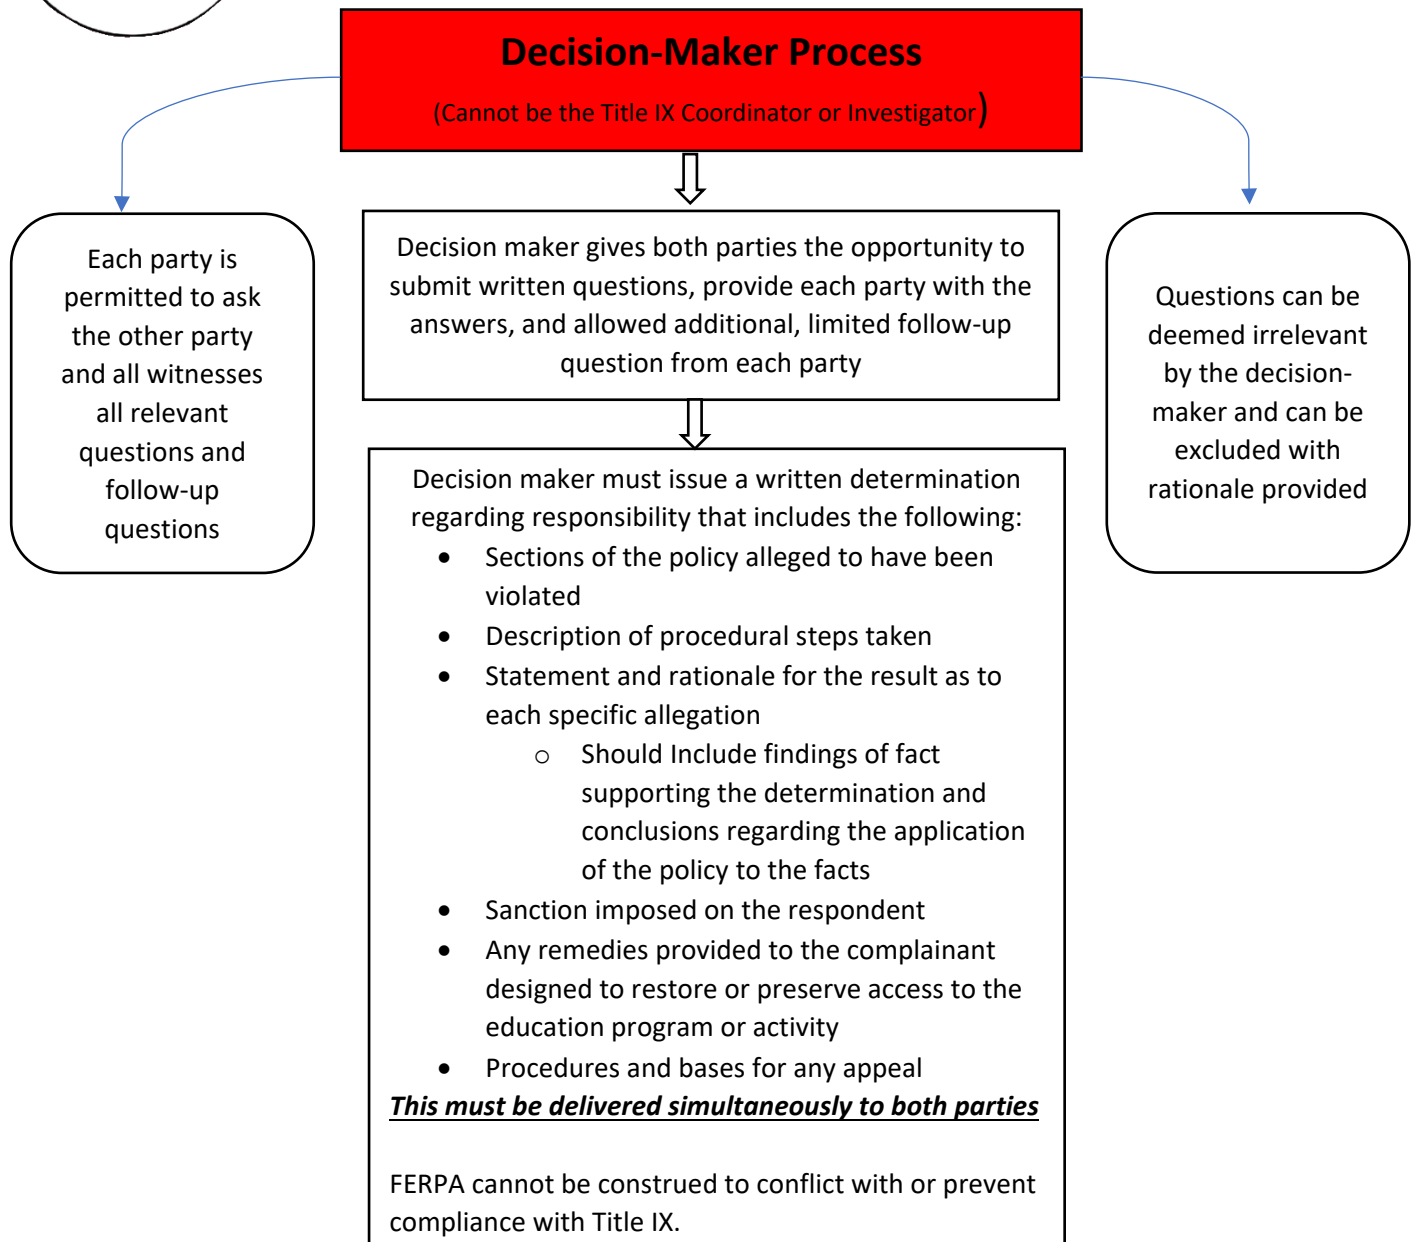 Decision-Maker Process
(Cannot be the Title IX Coordinator or Investigator)
Each party is
permitted to ask
the other party
and all witnesses
all relevant
questions and
follow-up
questions
Decision maker gives both parties the opportunity to
submit written questions, provide each party with the
answers, and allowed additional, limited follow-up
question from each party
Questions can be
deemed irrelevant
by the decision-
maker and can be
excluded with
rationale provided
Decision maker must issue a written determination
regarding responsibility that includes the following:
• Sections of the policy alleged to have been
violated
• Description of procedural steps taken
• Statement and rationale for the result as to
each specific allegation
o Should Include findings of fact
supporting the determination and
conclusions regarding the application
of the policy to the facts
• Sanction imposed on the respondent
• Any remedies provided to the complainant
designed to restore or preserve access to the
education program or activity
• Procedures and bases for any appeal
This must be delivered simultaneously to both parties
FERPA cannot be construed to conflict with or prevent
compliance with Title IX.